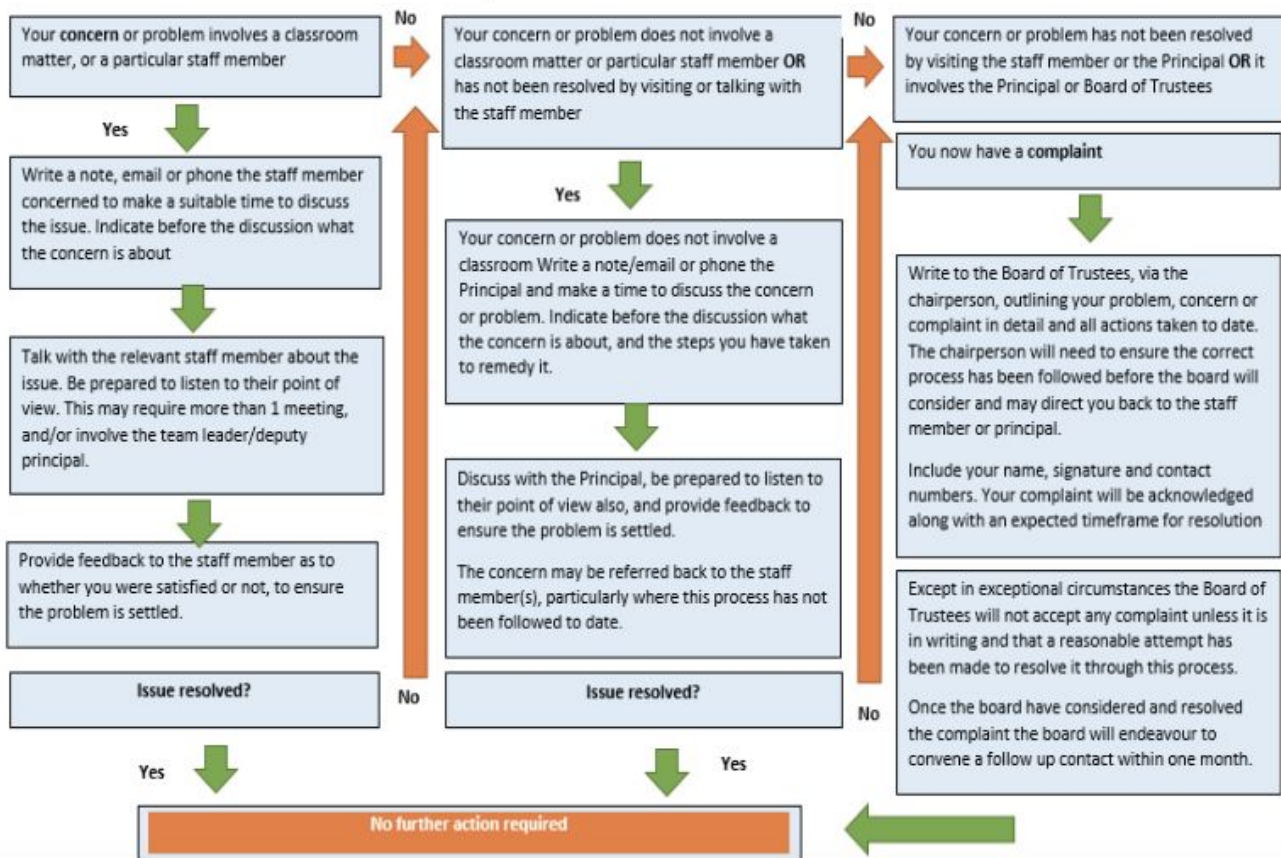 No
No
Your concern or problem involves a classroom
matter, or a particular staff member
Yes
Write a note, email or phone the staff member
concerned to make a suitable time to discuss
the issue. Indicate before the discussion what
the concern is about
Talk with the relevant staff member about the
issue. Be prepared to listen to their point of
view. This may require more than 1 meeting,
and/or involve the team leader/deputy
principal.
Provide feedback to the staff member as to
whether you were satisfied or not, to ensure
the problem is settled.
Issue resolved?
No
Yes
Your concern or problem does not involve a
classroom matter or particular staff member OR
has not been resolved by visiting or talking with
the staff member
Yes
Your concern or problem does not involve a
classroom Write a note/email or phone the
Principal and make a time to discuss the concern
or problem. Indicate before the discussion what
the concern is about, and the steps you have taken
to remedy it.
Discuss with the Principal, be prepared to listen to
their point of view also, and provide feedback to
ensure the problem is settled.
The concern may be referred back to the staff
member(s), particularly where this process has not
been followed to date.
Issue resolved?
No
Yes
Your concern or problem has not been resolved
by visiting the staff member or the Principal OR it
involves the Principal or Board of Trustees
You now have a complaint
Write to the Board of Trustees, via the
chairperson, outlining your problem, concern or
complaint in detail and all actions taken to date.
The chairperson will need to ensure the correct
process has been followed before the board will
consider and may direct you back to the staff
member or principal.
Include your name, signature and contact
numbers. Your complaint will be acknowledged
along with an expected timeframe for resolution
Except in exceptional circumstances the Board of
Trustees will not accept any complaint unless it is
in writing and that a reasonable attempt has
been made to resolve it through this process.
Once the board have considered and resolved
the complaint the board will endeavour to
convene a follow up contact within one month.
No further action required